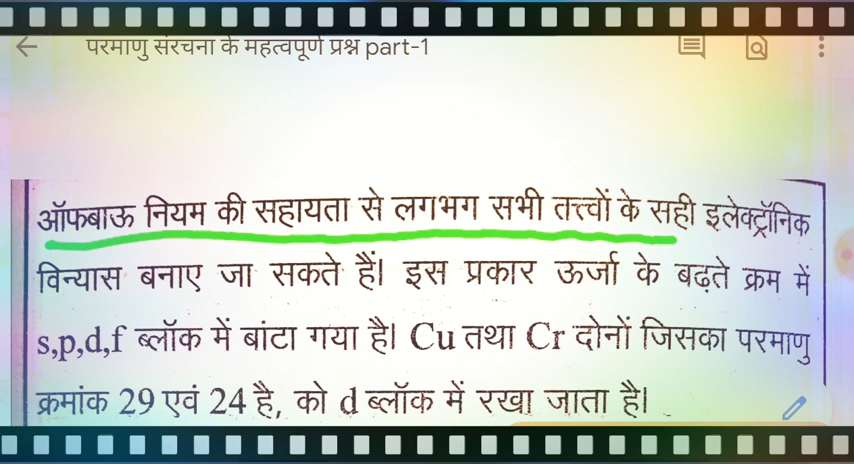 परमाणु संरचना के महत्वपूर्ण प्रश्न part-1
ऑफबाऊ नियम की सहायता से लगभग सभी तत्त्वों के सही इलेक्ट्रॉनिक
विन्यास बनाए जा सकते हैं। इस प्रकार ऊर्जा के बढ़ते क्रम में
s,p,d,f ब्लॉक में बांटा गया है। Cu तथा Cr दोनों जिसका परमाणु
क्रमांक 29 एवं 24 है, को d ब्लॉक में रखा जाता है।